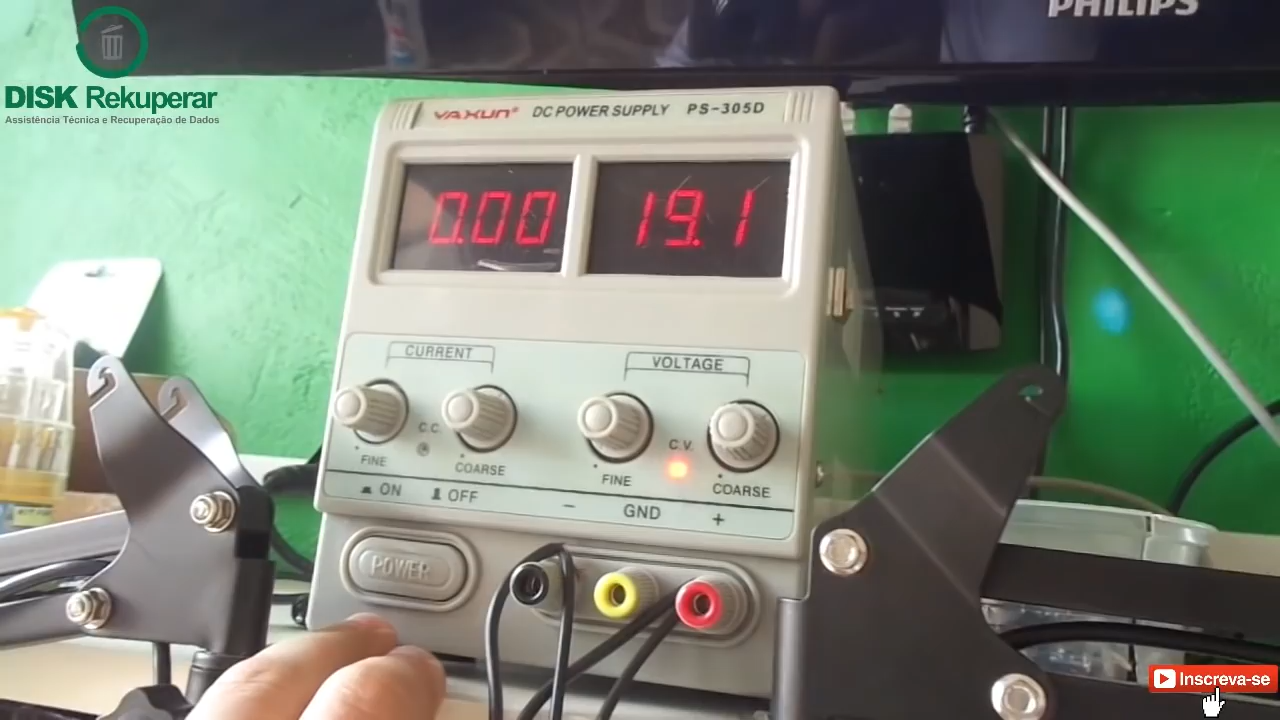 PHILIPS
DISK Rekuperar
Assistência Técnica e Recuperação de Dados
YAXUN® DC POWER SUPPLY PS-305D
0.00 19.1
CURRENT VOLTAGE
C.C C.V.
FINE COARSE FINE COARSE
ON OFF − GND +
POWER
Inscreva-se